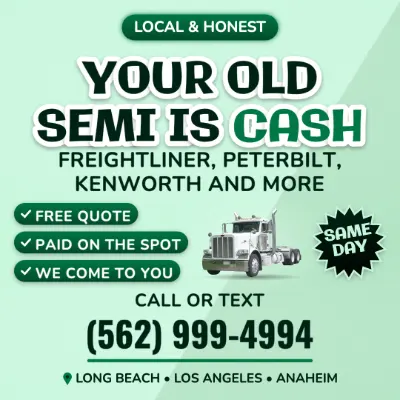 LOCAL & HONEST
YOUR OLD
SEMI IS CASH
FREIGHTLINER, PETERBILT,
KENWORTH AND MORE
FREE QUOTE
PAID ON THE SPOT
WE COME TO YOU
SAME
DAY
CALL OR TEXT
(562) 999-4994
LONG BEACH • LOS ANGELES • ANAHEIM